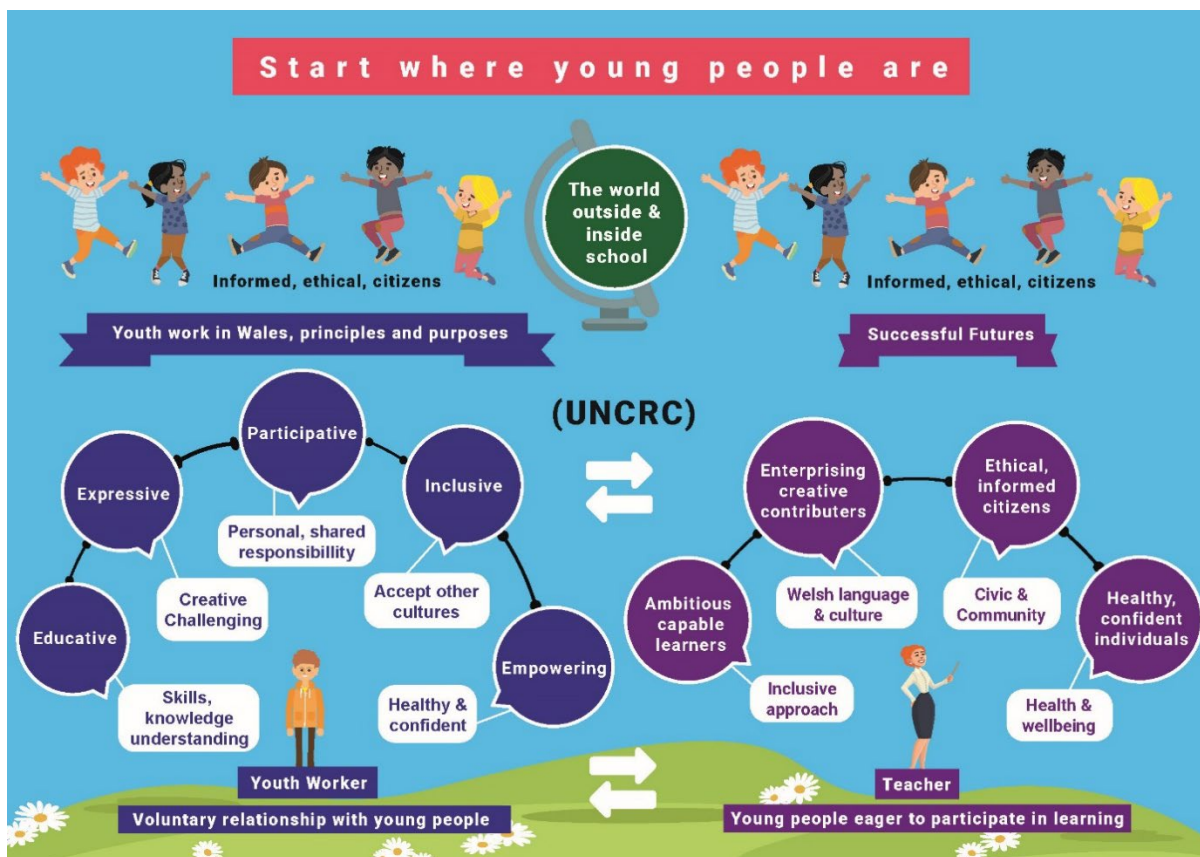 Start where young people are
The world
outside &
inside
school
Informed, ethical, citizens
Informed, ethical, citizens
Youth work in Wales, principles and purposes
Successful Futures
(UNCRC)
Participative
Expressive
Inclusive
Personal, shared
responsibillity
Creative
Challenging
Accept other
cultures
Educative
Empowering
Skills,
knowledge
understanding
Healthy &
confident
Youth Worker
Voluntary relationship with young people
Enterprising
creative
contributers
Ethical,
informed
citizens
Welsh language
& culture
Civic &
Community
Ambitious
capable
learners
Healthy,
confident
individuals
Inclusive
approach
Health &
wellbeing
Teacher
Young people eager to participate in learning